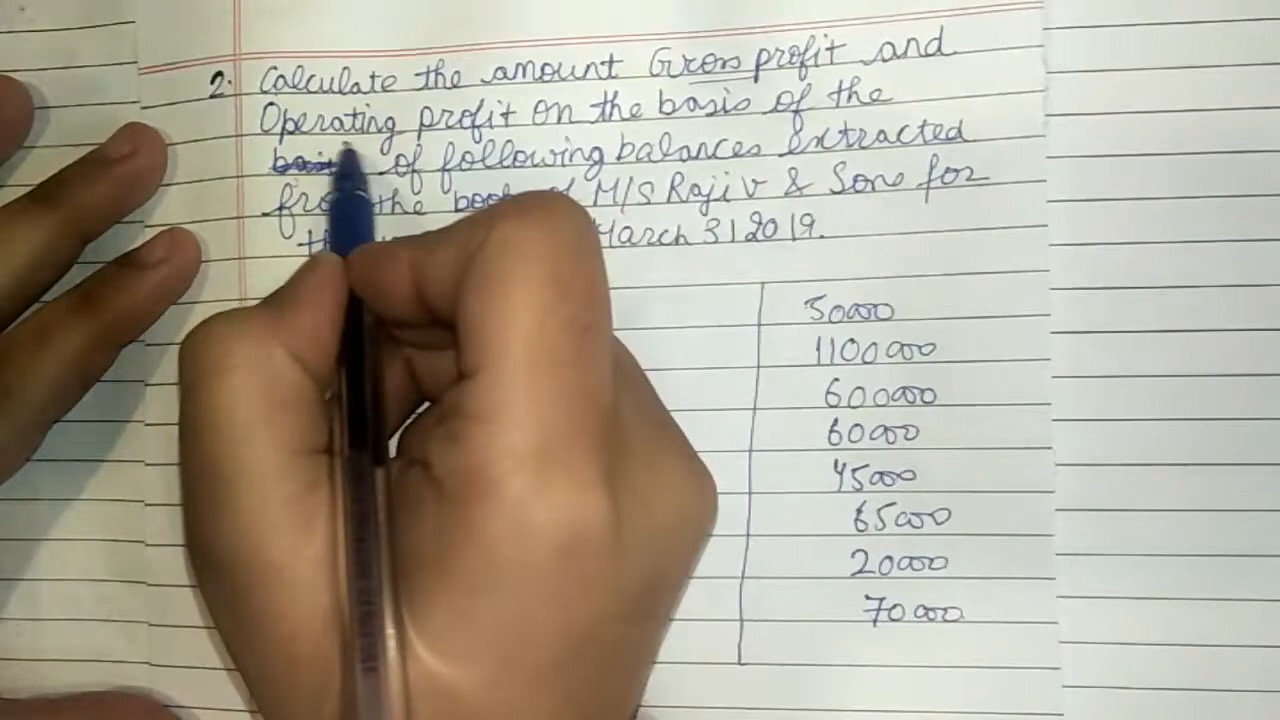 2. Calculate the amount Gross profit and
Operating profit on the basis of the
of following balances extracted
the M/S Rajiv & Sons for
March 31 2019.
50000
1100000
600000
60000
45000
65000
20000
70000